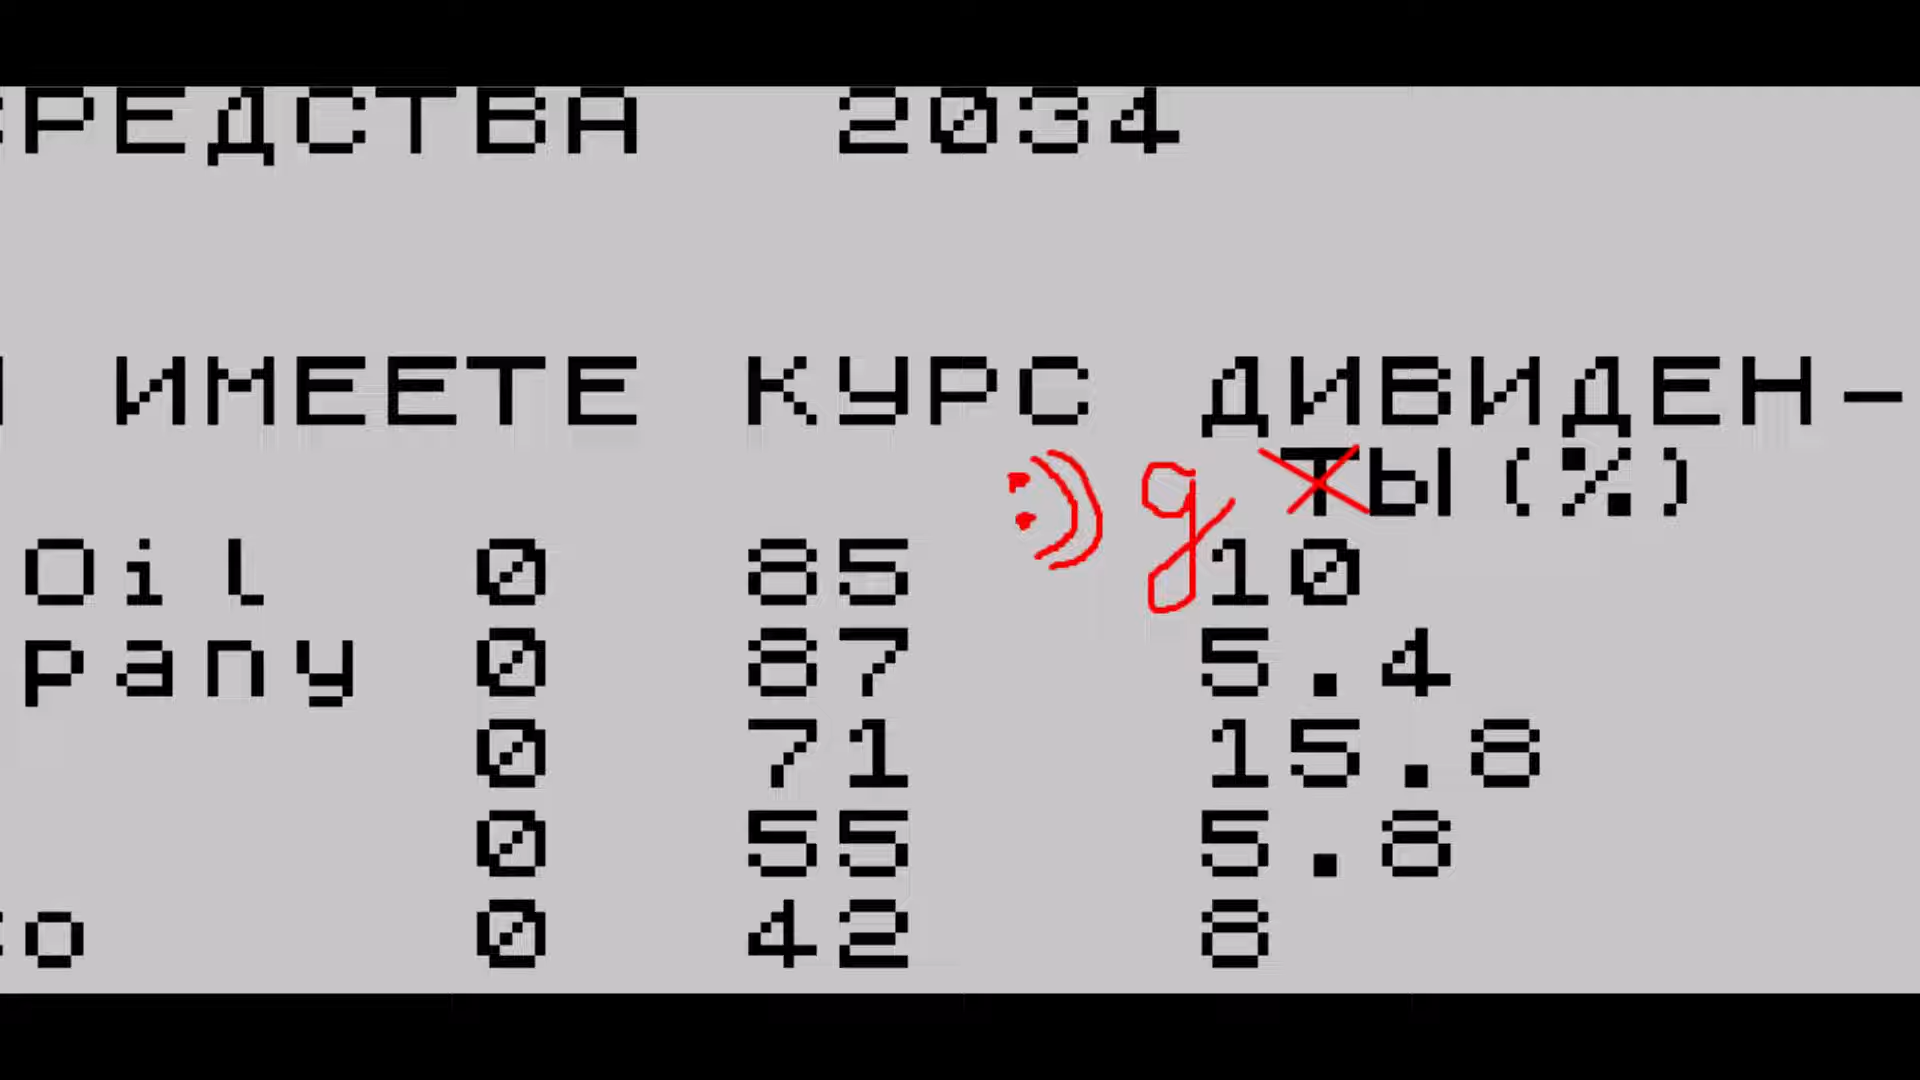 СРЕДСТВА 2034
ИМЕЕТЕ КУРС ДИВИДЕН-
:)) д ТЫ(%)
Oil 0 85 10
pany 0 87 5.4
0 71 15.8
0 55 5.8
o 0 42 8